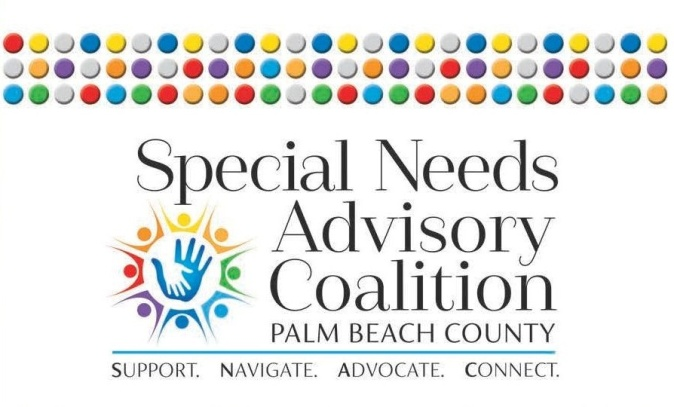 Special Needs
Advisory
Coalition
PALM BEACH COUNTY
SUPPORT. NAVIGATE. ADVOCATE. CONNECT.